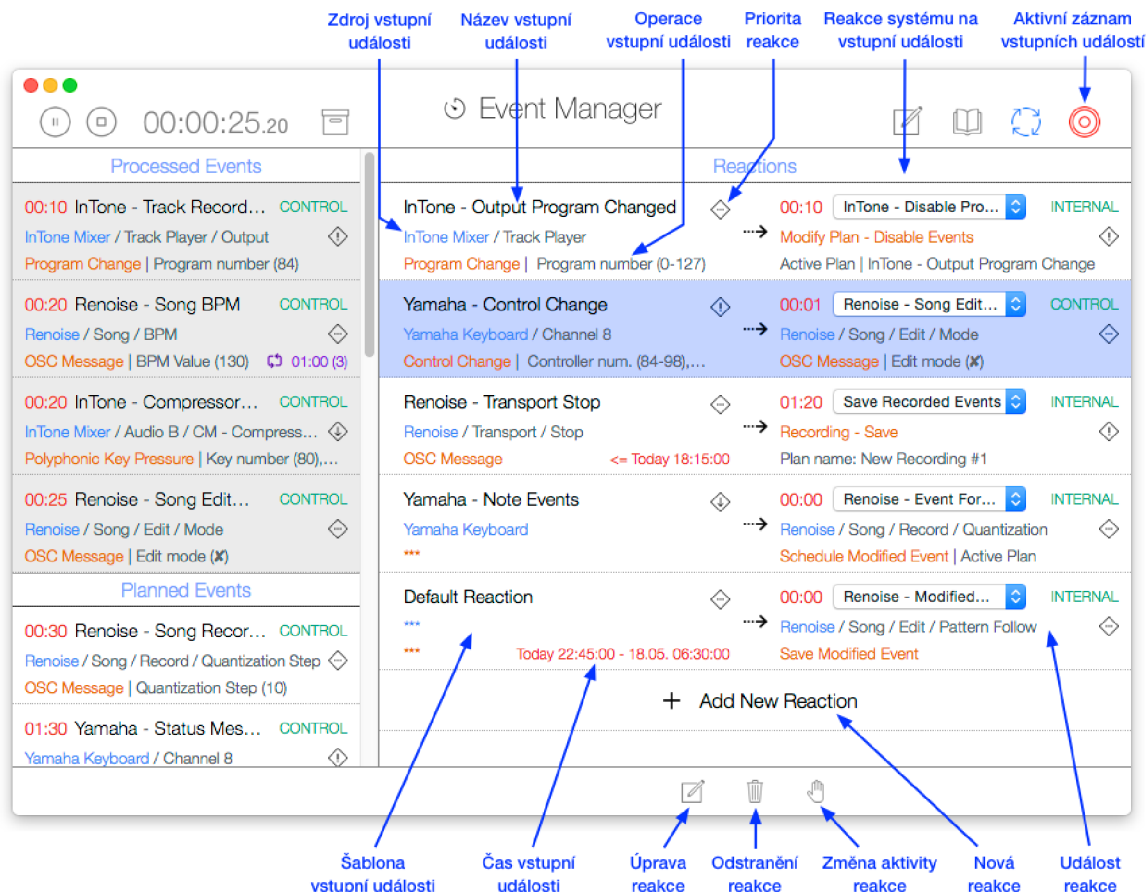 Zdroj vstupní události
Název vstupní události
Operace vstupní události
Priorita reakce
Reakce systému na vstupní události
Aktivní záznam vstupních událostí
00:00:25.20
Event Manager
Processed Events
00:10 InTone - Track Record... CONTROL
InTone Mixer / Track Player / Output
Program Change | Program number (84)
00:20 Renoise - Song BPM CONTROL
Renoise / Song / BPM
OSC Message | BPM Value (130) 01:00 (3)
00:20 InTone - Compressor... CONTROL
InTone Mixer / Audio B / CM - Compress...
Polyphonic Key Pressure | Key number (80),...
00:25 Renoise - Song Edit... CONTROL
Renoise / Song / Edit / Mode
OSC Message | Edit mode (✘)
Planned Events
00:30 Renoise - Song Recor... CONTROL
Renoise / Song / Record / Quantization Step
OSC Message | Quantization Step (10)
01:30 Yamaha - Status Mes... CONTROL
Yamaha Keyboard / Channel 8
Reactions
InTone - Output Program Changed
InTone Mixer / Track Player
Program Change | Program number (0-127)
00:10 InTone - Disable Pro... INTERNAL
Modify Plan - Disable Events
Active Plan | InTone - Output Program Change
Yamaha - Control Change
Yamaha Keyboard / Channel 8
Control Change | Controller num. (84-98),...
00:01 Renoise - Song Edit... CONTROL
Renoise / Song / Edit / Mode
OSC Message | Edit mode (✘)
Renoise - Transport Stop
Renoise / Transport / Stop
OSC Message <= Today 18:15:00
01:20 Save Recorded Events INTERNAL
Recording - Save
Plan name: New Recording #1
Yamaha - Note Events
Yamaha Keyboard
***
00:00 Renoise - Event For... INTERNAL
Renoise / Song / Record / Quantization
Schedule Modified Event | Active Plan
Default Reaction
***
*** Today 22:45:00 - 18.05. 06:30:00
00:00 Renoise - Modified... INTERNAL
Renoise / Song / Edit / Pattern Follow
Save Modified Event
+ Add New Reaction
Šablona vstupní události
Čas vstupní události
Úprava reakce
Odstranění reakce
Změna aktivity reakce
Nová reakce
Událost reakce